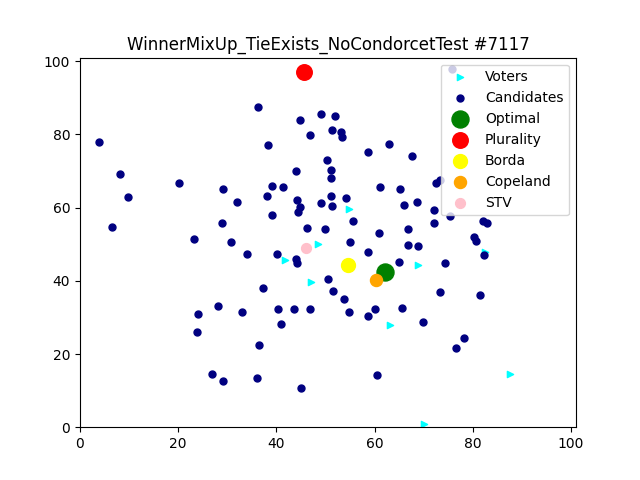 WinnerMixUp_TieExists_NoCondorcetTest #7117
100
80
60
40
20
0
0
20
40
60
80
100
Voters
Candidates
Optimal
Plurality
Borda
Copeland
STV